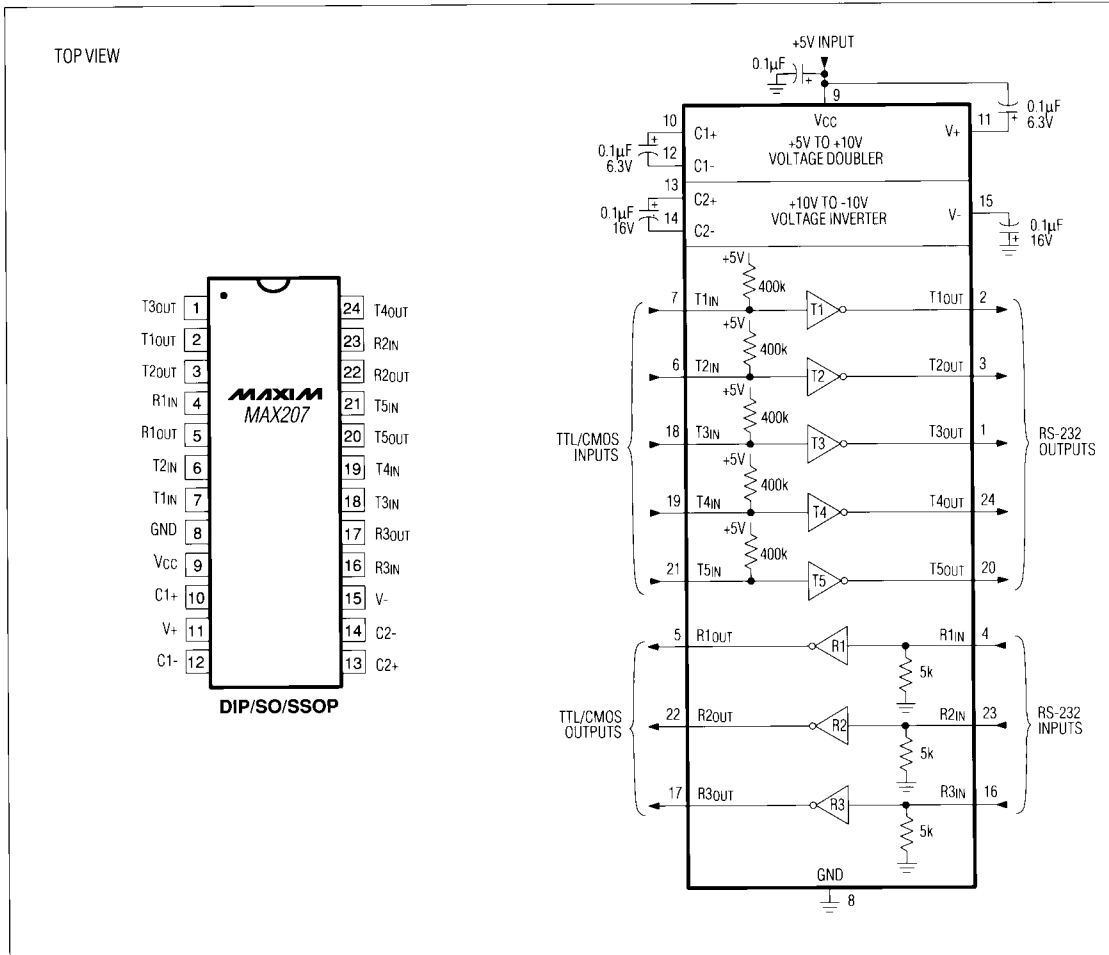 TOP VIEW
T3OUT 1
T1OUT 2
T2OUT 3
R1IN 4
R1OUT 5
T2IN 6
T1IN 7
GND 8
VCC 9
C1+ 10
V+ 11
C1- 12
MAXIM
MAX207
24 T4OUT
23 R2IN
22 R2OUT
21 T5IN
20 T5OUT
19 T4IN
18 T3IN
17 R3OUT
16 R3IN
15 V-
14 C2-
13 C2+
DIP/SO/SSOP
+5V INPUT
0.1µF
+
9
VCC
0.1µF
6.3V
+
10 C1+
+
0.1µF
6.3V
12 C1-
+5V TO +10V
VOLTAGE DOUBLER
V+ 11
13 C2+
+
0.1µF
16V
14 C2-
+10V TO -10V
VOLTAGE INVERTER
V- 15
0.1µF
16V
+
TTL/CMOS
INPUTS
+5V
400k
7 T1IN T1 T1OUT 2
+5V
400k
6 T2IN T2 T2OUT 3
+5V
400k
18 T3IN T3 T3OUT 1
+5V
400k
19 T4IN T4 T4OUT 24
+5V
400k
21 T5IN T5 T5OUT 20
RS-232
OUTPUTS
TTL/CMOS
OUTPUTS
5 R1OUT R1 R1IN 4
5k
22 R2OUT R2 R2IN 23
5k
17 R3OUT R3 R3IN 16
5k
RS-232
INPUTS
GND
8